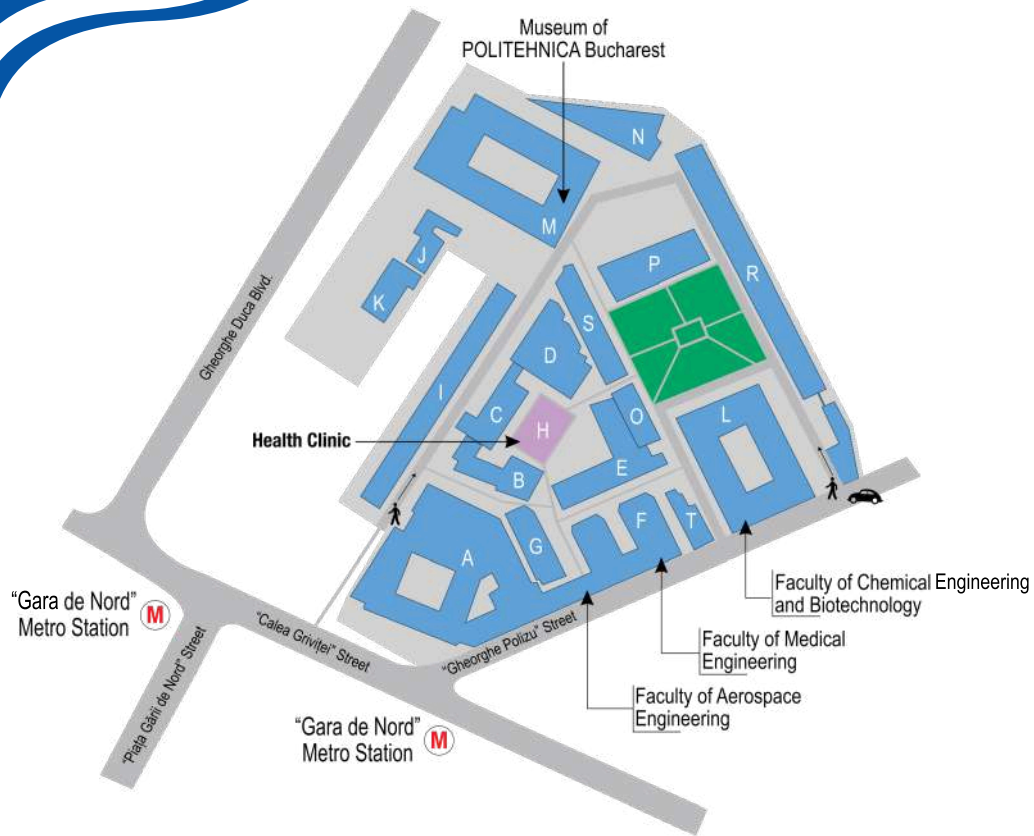 Museum of
POLITEHNICA Bucharest
N
M
J
K
P
R
S
D
I
C
O
L
Health Clinic
H
B
E
F
T
A
G
Gheorghe Duca Blvd.
"Gara de Nord"
Metro Station
M
"Calea Griviței" Street
"Piața Gării de Nord" Street
"Gheorghe Polizu" Street
"Gara de Nord"
Metro Station
M
Faculty of Chemical Engineering
and Biotechnology
Faculty of Medical
Engineering
Faculty of Aerospace
Engineering